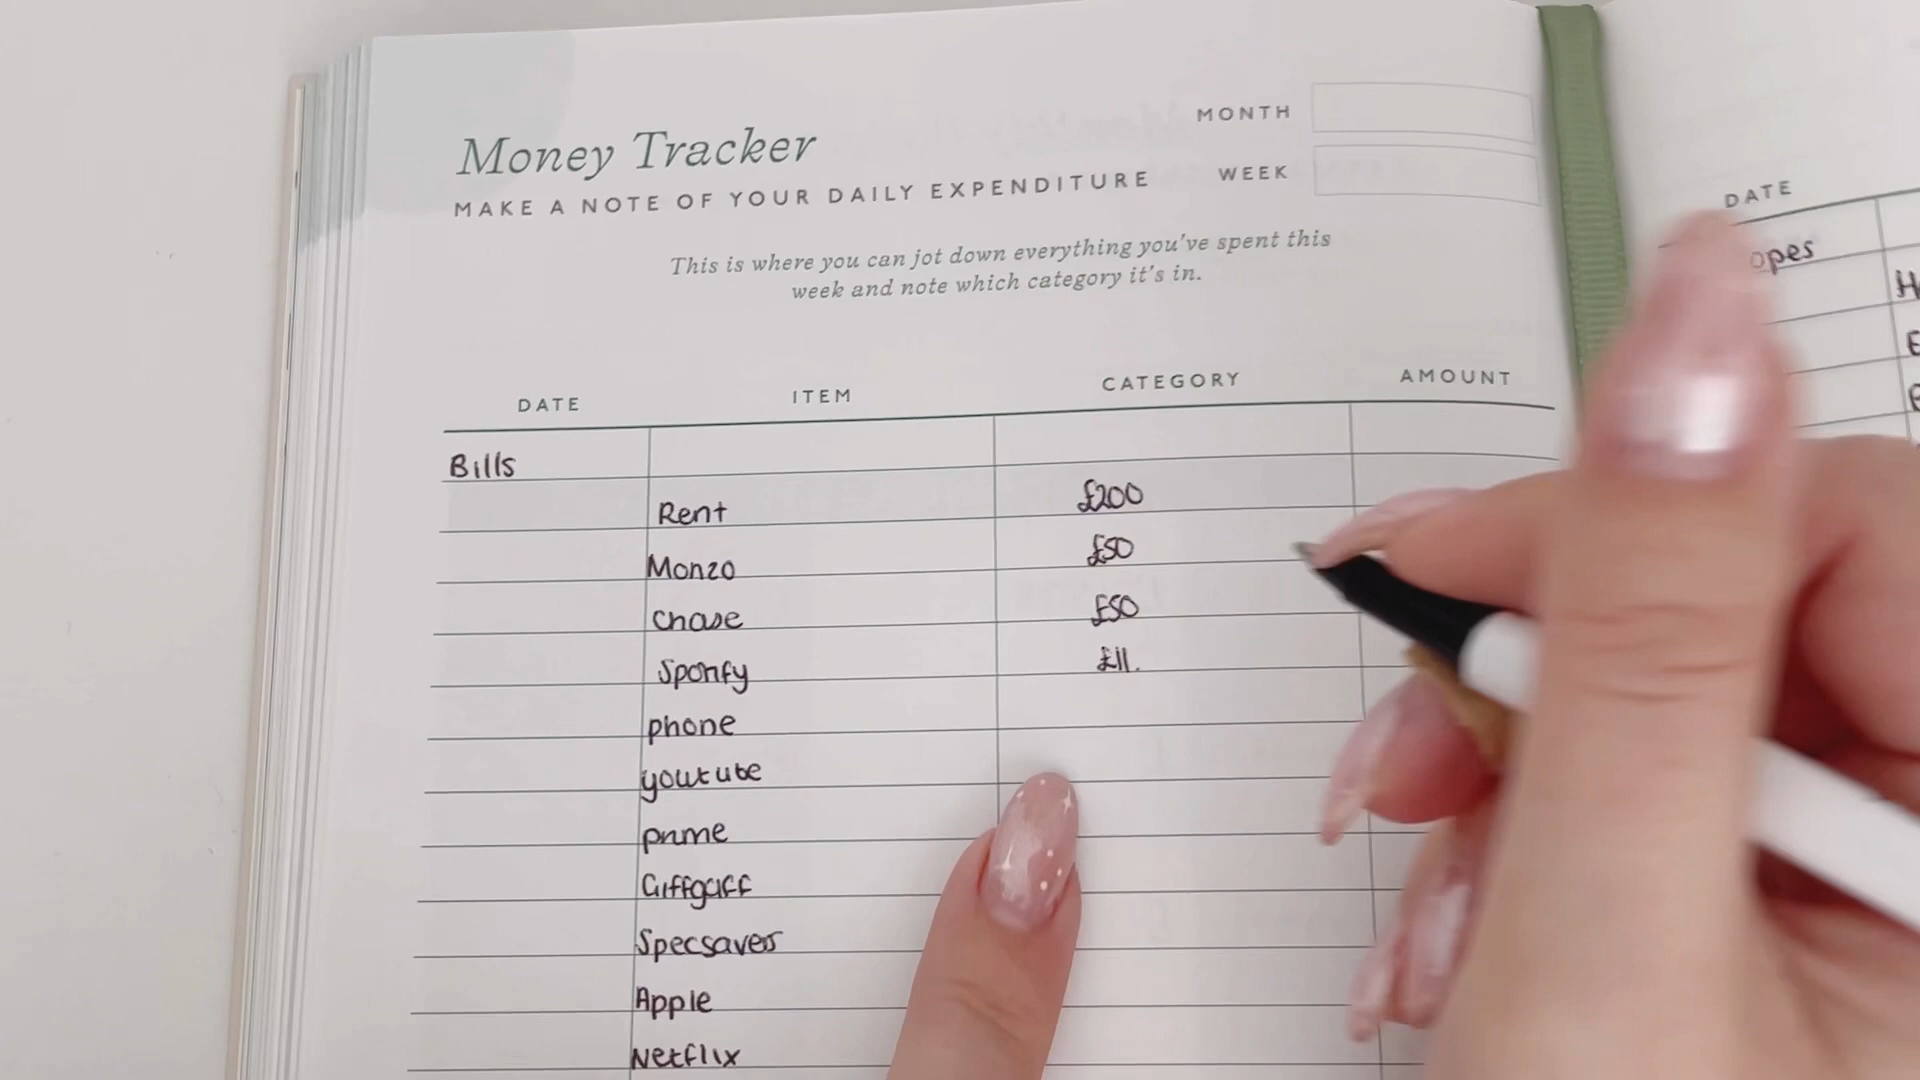 MONTH
Money Tracker
WEEK
MAKE A NOTE OF YOUR DAILY EXPENDITURE
This is where you can jot down everything you've spent this
week and note which category it's in.
DATE ITEM CATEGORY AMOUNT
Bills
Rent £200
Monzo £50
Chase £50
Spotify £11.
phone
youtube
prime
Giffgaff
Specsavers
Apple
Netflix
DATE